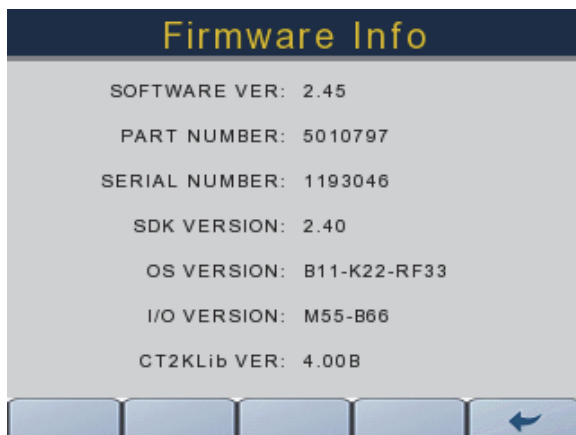 Firmware Info
SOFTWARE VER: 2.45
PART NUMBER: 5010797
SERIAL NUMBER: 1193046
SDK VERSION: 2.40
OS VERSION: B11-K22-RF33
I/O VERSION: M55-B66
CT2KLib VER: 4.00B